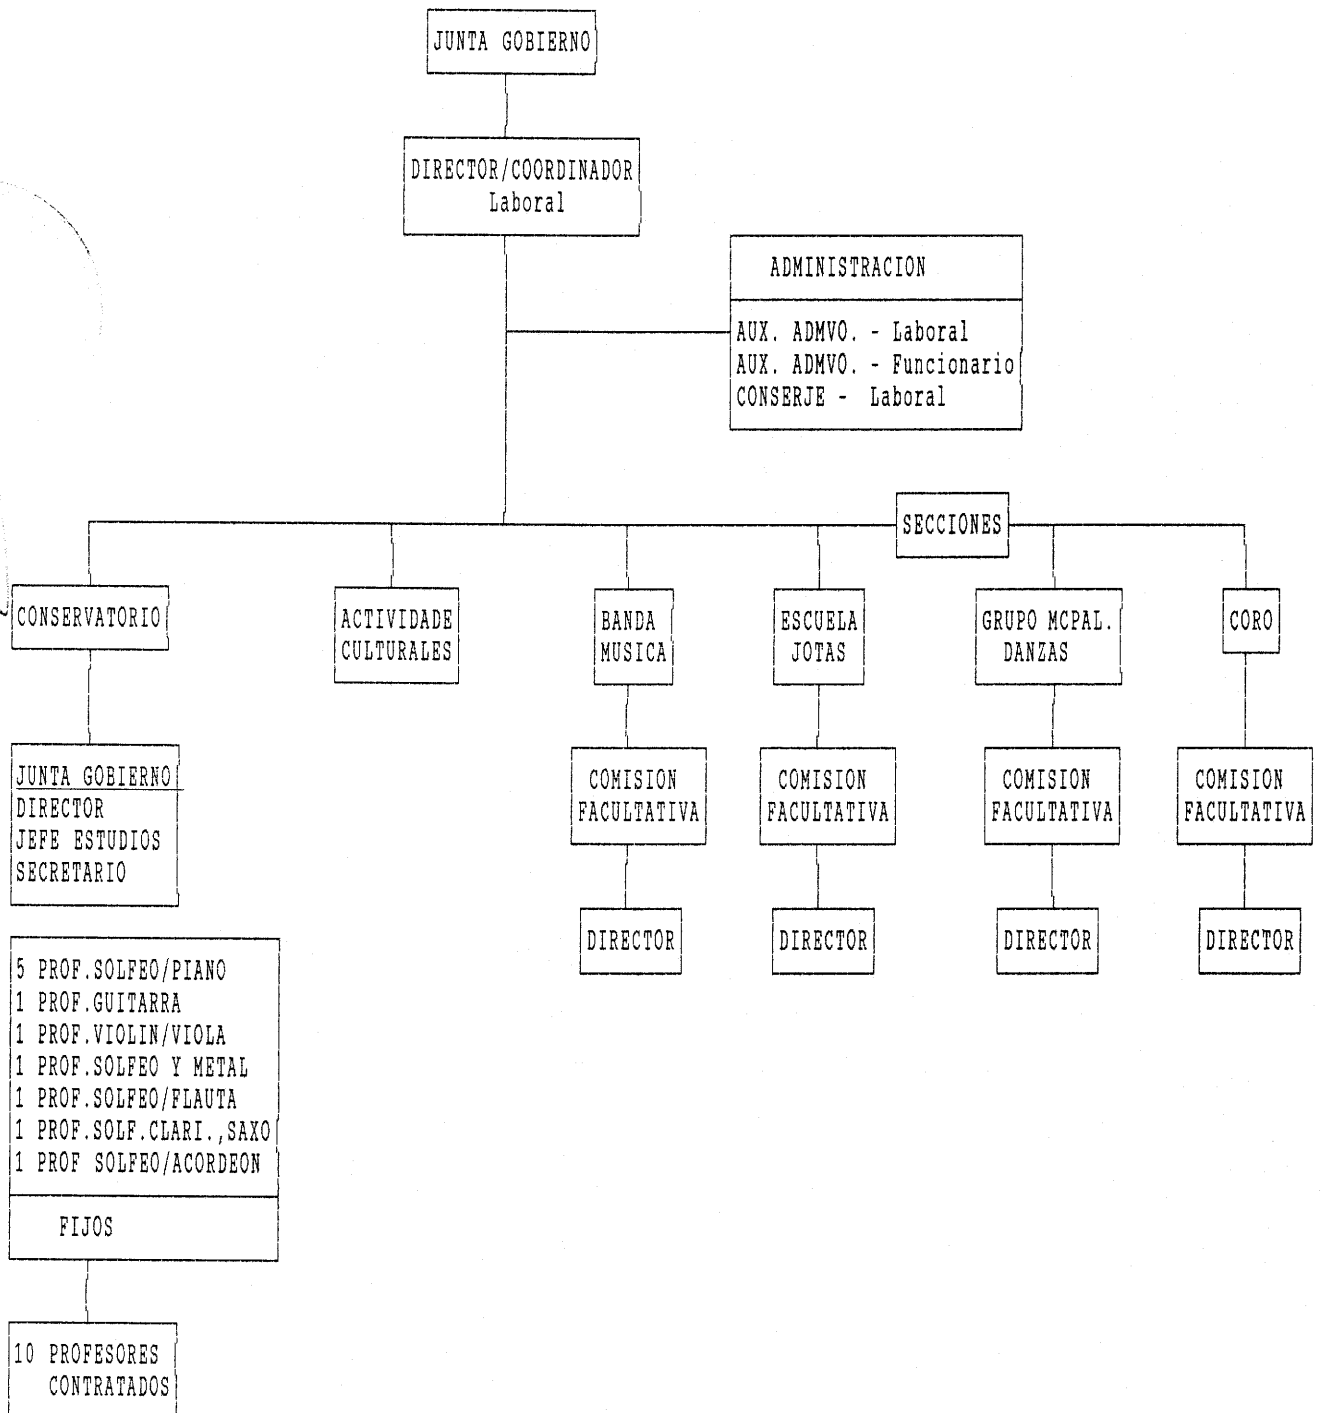 JUNTA GOBIERNO
DIRECTOR/COORDINADOR
Laboral
ADMINISTRACION
AUX. ADMVO. - Laboral
AUX. ADMVO. - Funcionario
CONSERJE - Laboral
SECCIONES
CONSERVATORIO
ACTIVIDADE
CULTURALES
BANDA
MUSICA
ESCUELA
JOTAS
GRUPO MCPAL.
DANZAS
CORO
JUNTA GOBIERNO
DIRECTOR
JEFE ESTUDIOS
SECRETARIO
COMISION
FACULTATIVA
COMISION
FACULTATIVA
COMISION
FACULTATIVA
COMISION
FACULTATIVA
DIRECTOR
DIRECTOR
DIRECTOR
DIRECTOR
5 PROF.SOLFEO/PIANO
1 PROF.GUITARRA
1 PROF.VIOLIN/VIOLA
1 PROF.SOLFEO Y METAL
1 PROF.SOLFEO/FLAUTA
1 PROF.SOLF.CLARI.,SAXO
1 PROF SOLFEO/ACORDEON
FIJOS
10 PROFESORES
CONTRATADOS